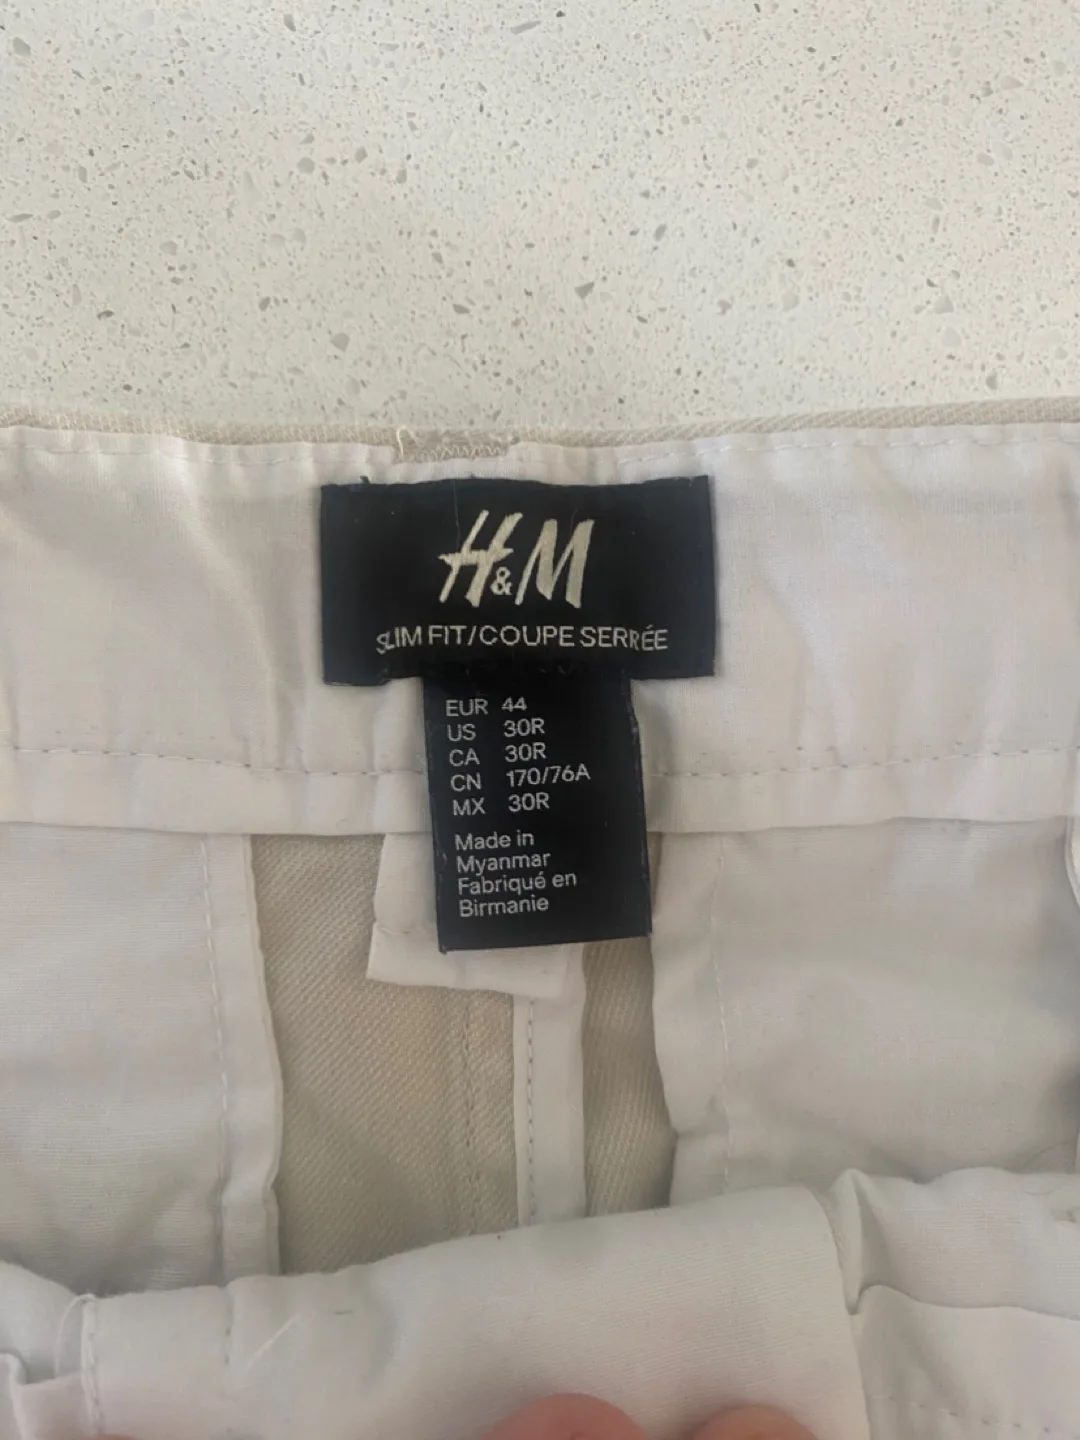 H&M
SLIM FIT/COUPE SERRÉE
EUR 44
US 30R
CA 30R
CN 170/76A
MX 30R
Made in
Myanmar
Fabriqué en
Birmanie